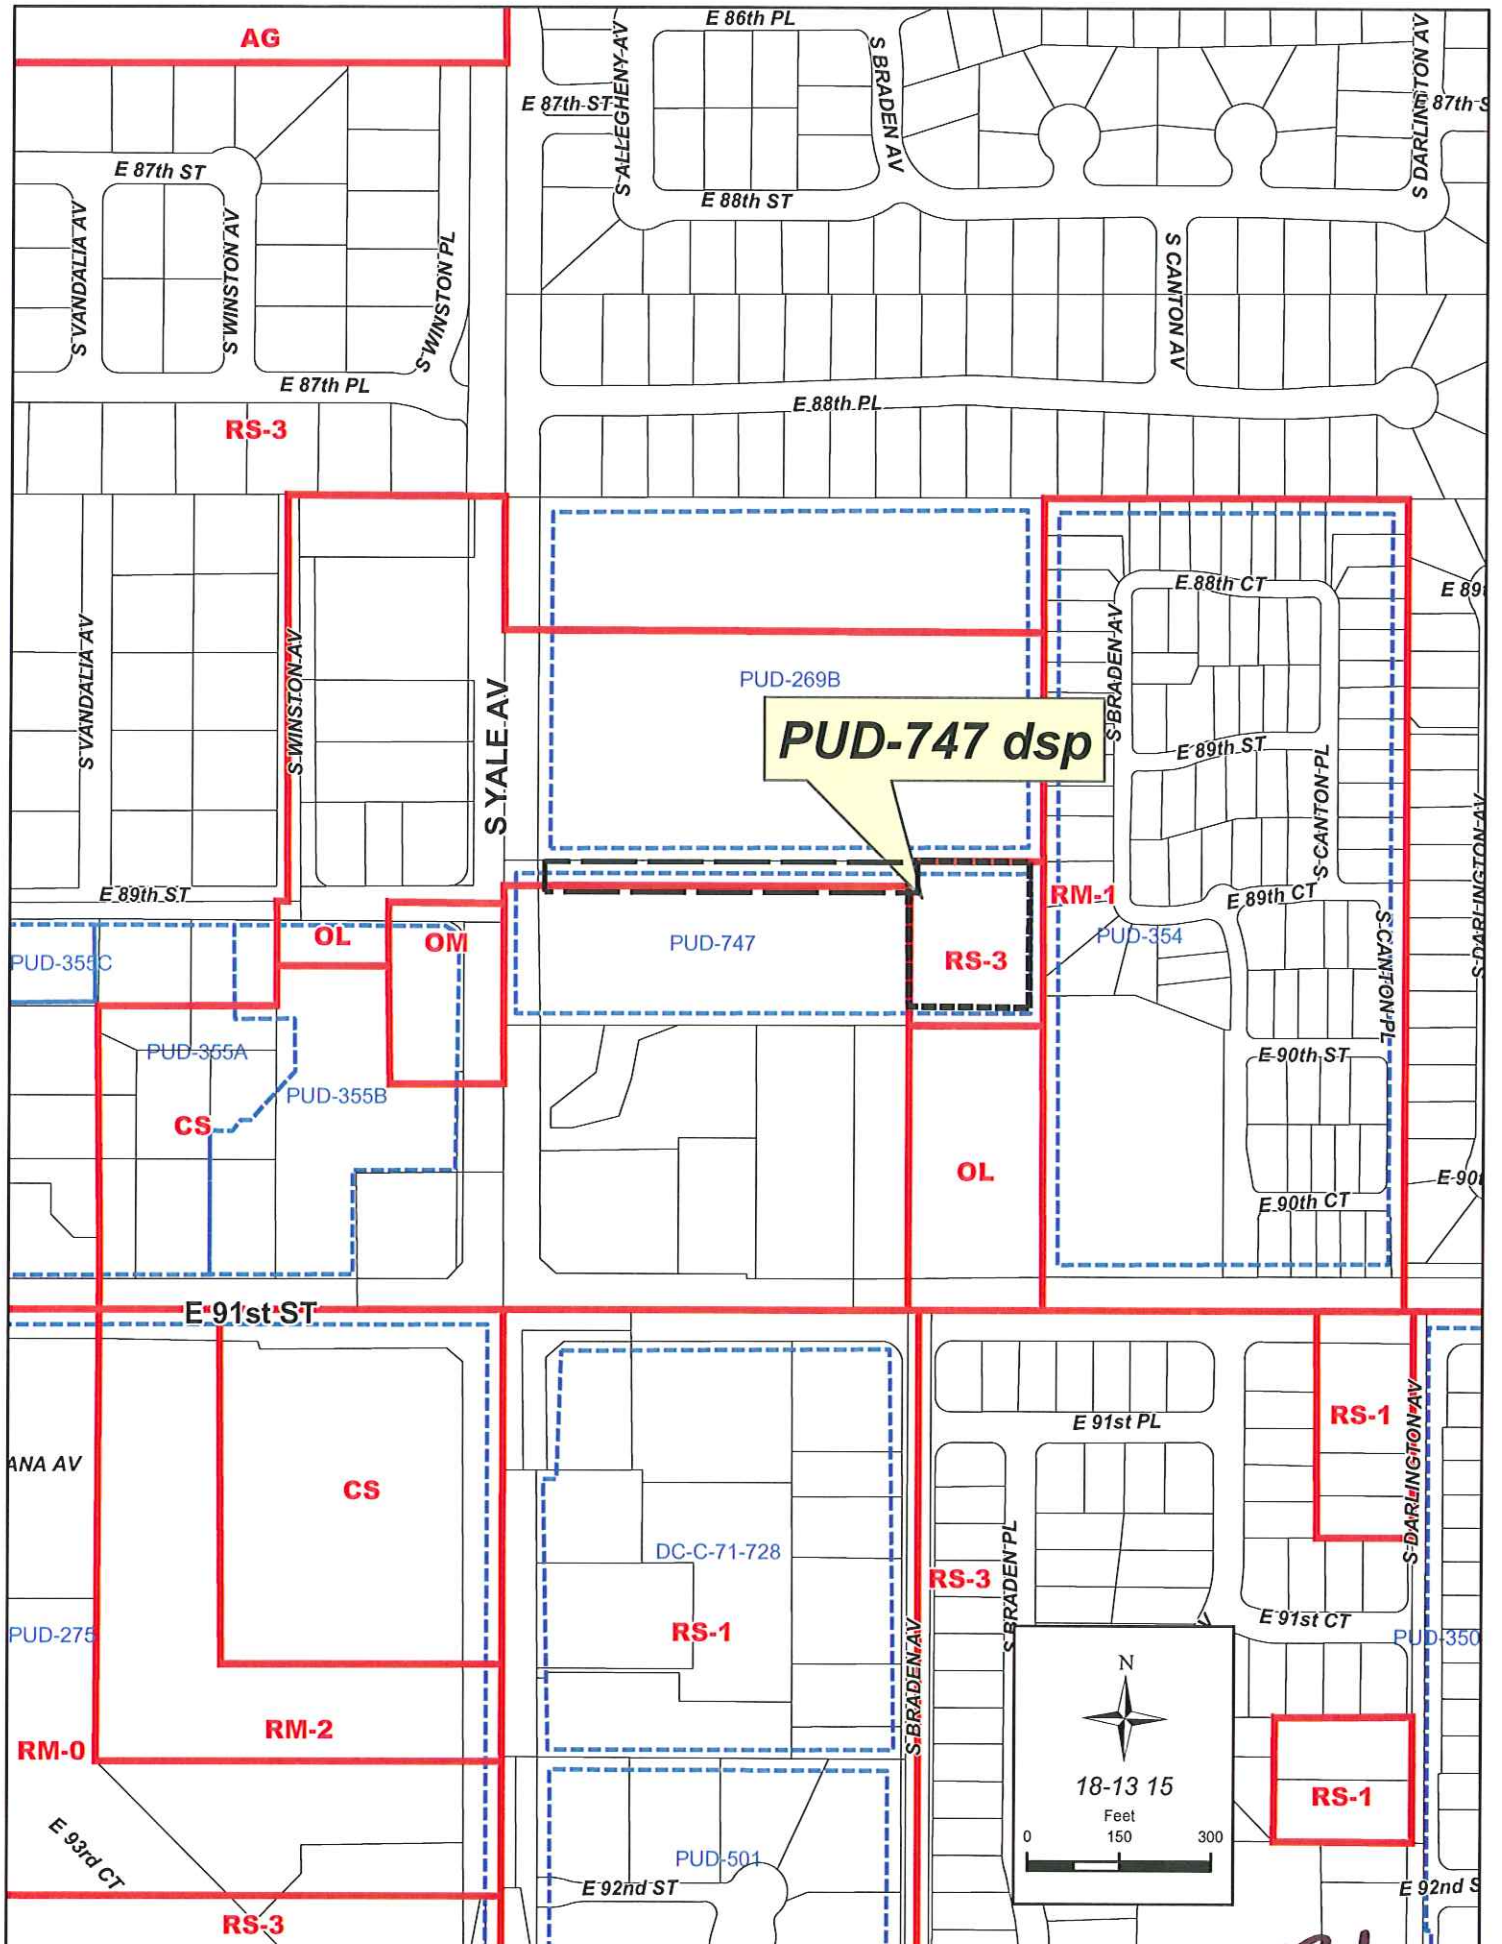 E 86th PL
AG
S ALLEGHENY AV
S BRADEN AV
S DARLINGTON AV
E 87th ST
E 87th S
E 87th ST
E 88th ST
S VANDALIA AV
S WINSTON AV
S WINSTON PL
S CANTON AV
E 87th PL
E 88th PL
RS-3
E 88th CT
E 89t
S VANDALIA AV
S WINSTON AV
S YALE AV
PUD-269B
S BRADEN AV
PUD-747 dsp
E 89th ST
S CANTON PL
S DARLINGTON AV
E 89th ST
RM-1
E 89th CT
OL
OM
PUD-747
PUD-354
S CANTON PL
PUD-355C
RS-3
PUD-355A
E 90th ST
PUD-355B
CS
OL
E 90t
E 90th CT
E 91st ST
RS-1
E 91st PL
S DARLINGTON AV
ANA AV
CS
DC-C-71-728
RS-3
S BRADEN PL
E 91st CT
PUD-275
RS-1
PUD-350
S BRADEN AV
N
RM-2
RM-0
18-13 15
RS-1
Feet
0 150 300
E 93rd CT
PUD-501
E 92nd ST
E 92nd S
RS-3